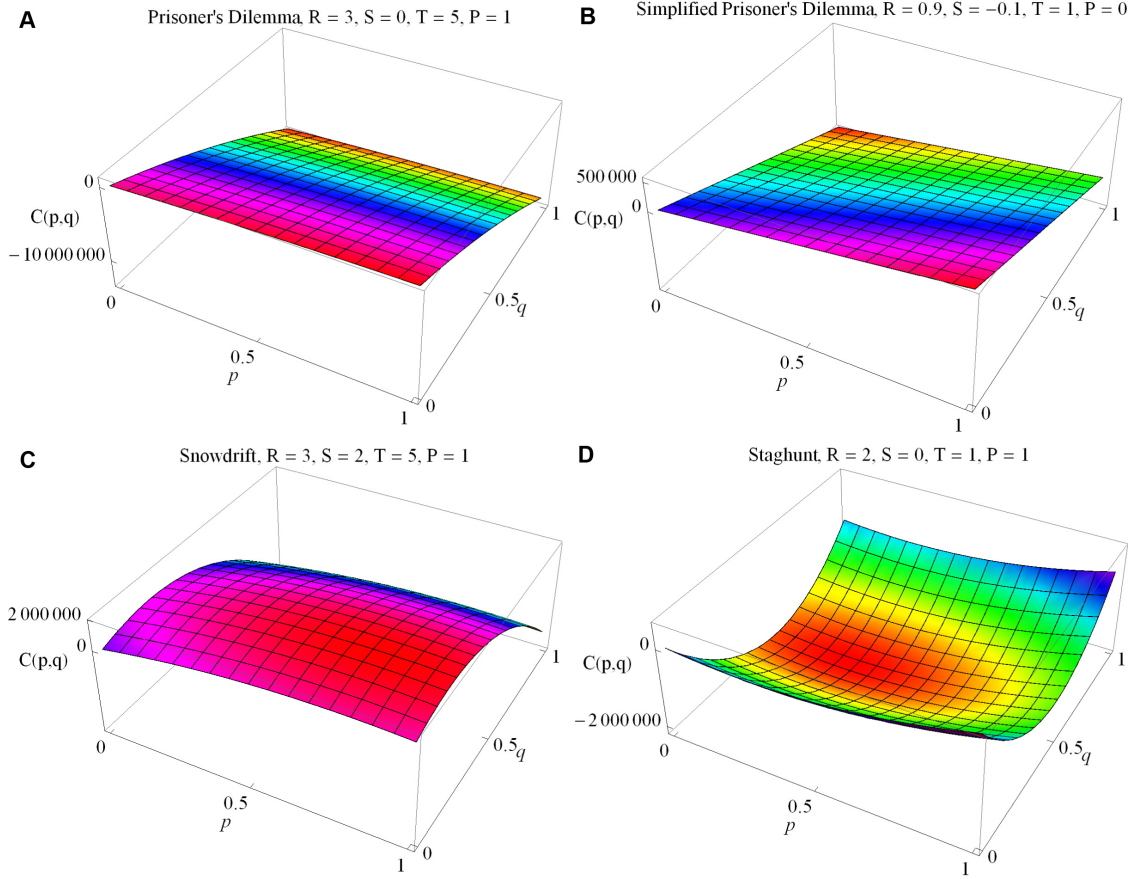 A
Prisoner's Dilemma, R = 3, S = 0, T = 5, P = 1
0
C(p,q)
−10 000 000
0
0.5
p
1
0
0.5
q
1
B
Simplified Prisoner's Dilemma, R = 0.9, S = −0.1, T = 1, P = 0
500 000
0
C(p,q)
0
0.5
p
1
0
0.5
q
1
C
Snowdrift, R = 3, S = 2, T = 5, P = 1
2 000 000
0
C(p,q)
0
0.5
p
1
0
0.5
q
1
D
Staghunt, R = 2, S = 0, T = 1, P = 1
0
C(p,q)
−2 000 000
0
0.5
p
1
0
0.5
q
1